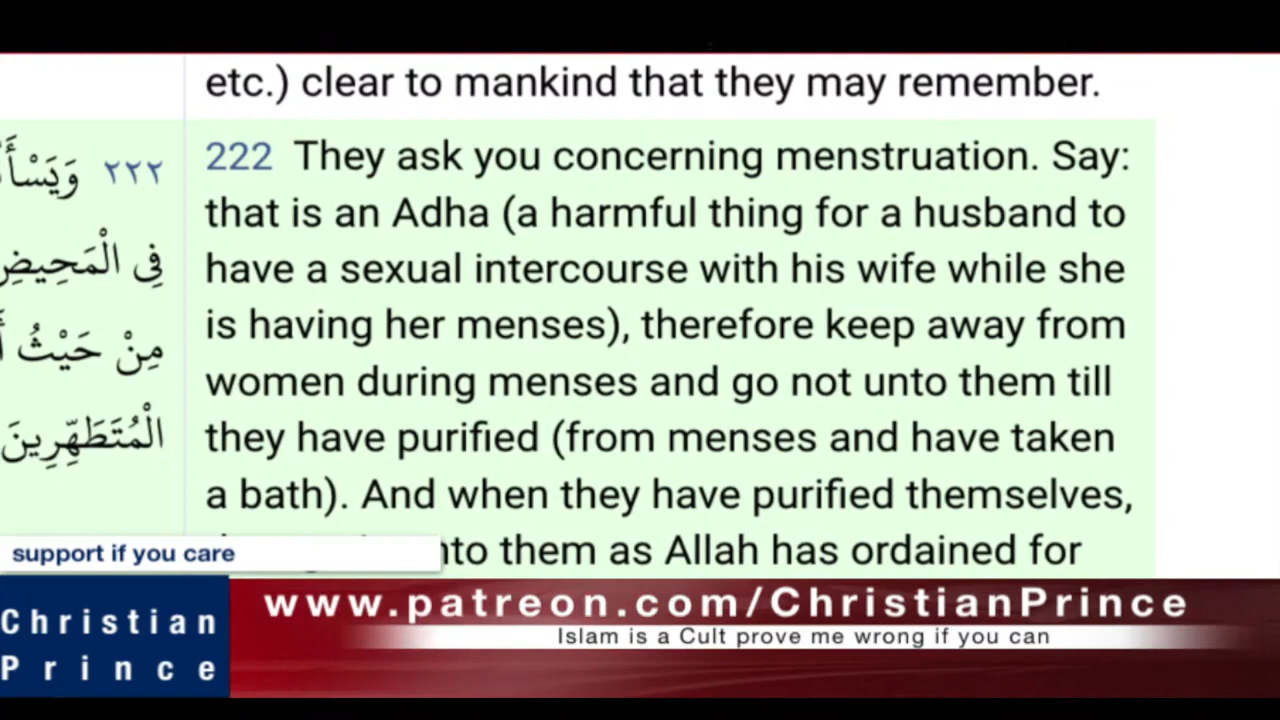 etc.) clear to mankind that they may remember.
222 They ask you concerning menstruation. Say:
that is an Adha (a harmful thing for a husband to
have a sexual intercourse with his wife while she
is having her menses), therefore keep away from
women during menses and go not unto them till
they have purified (from menses and have taken
a bath). And when they have purified themselves,
them as Allah has ordained for
٢٢٢
فِي الْمَحِيضِ
مِنْ حَيْثُ
الْمُتَطَهِّرِينَ
support if you care
Christian
Prince
www.patreon.com/ChristianPrince
Islam is a Cult prove me wrong if you can